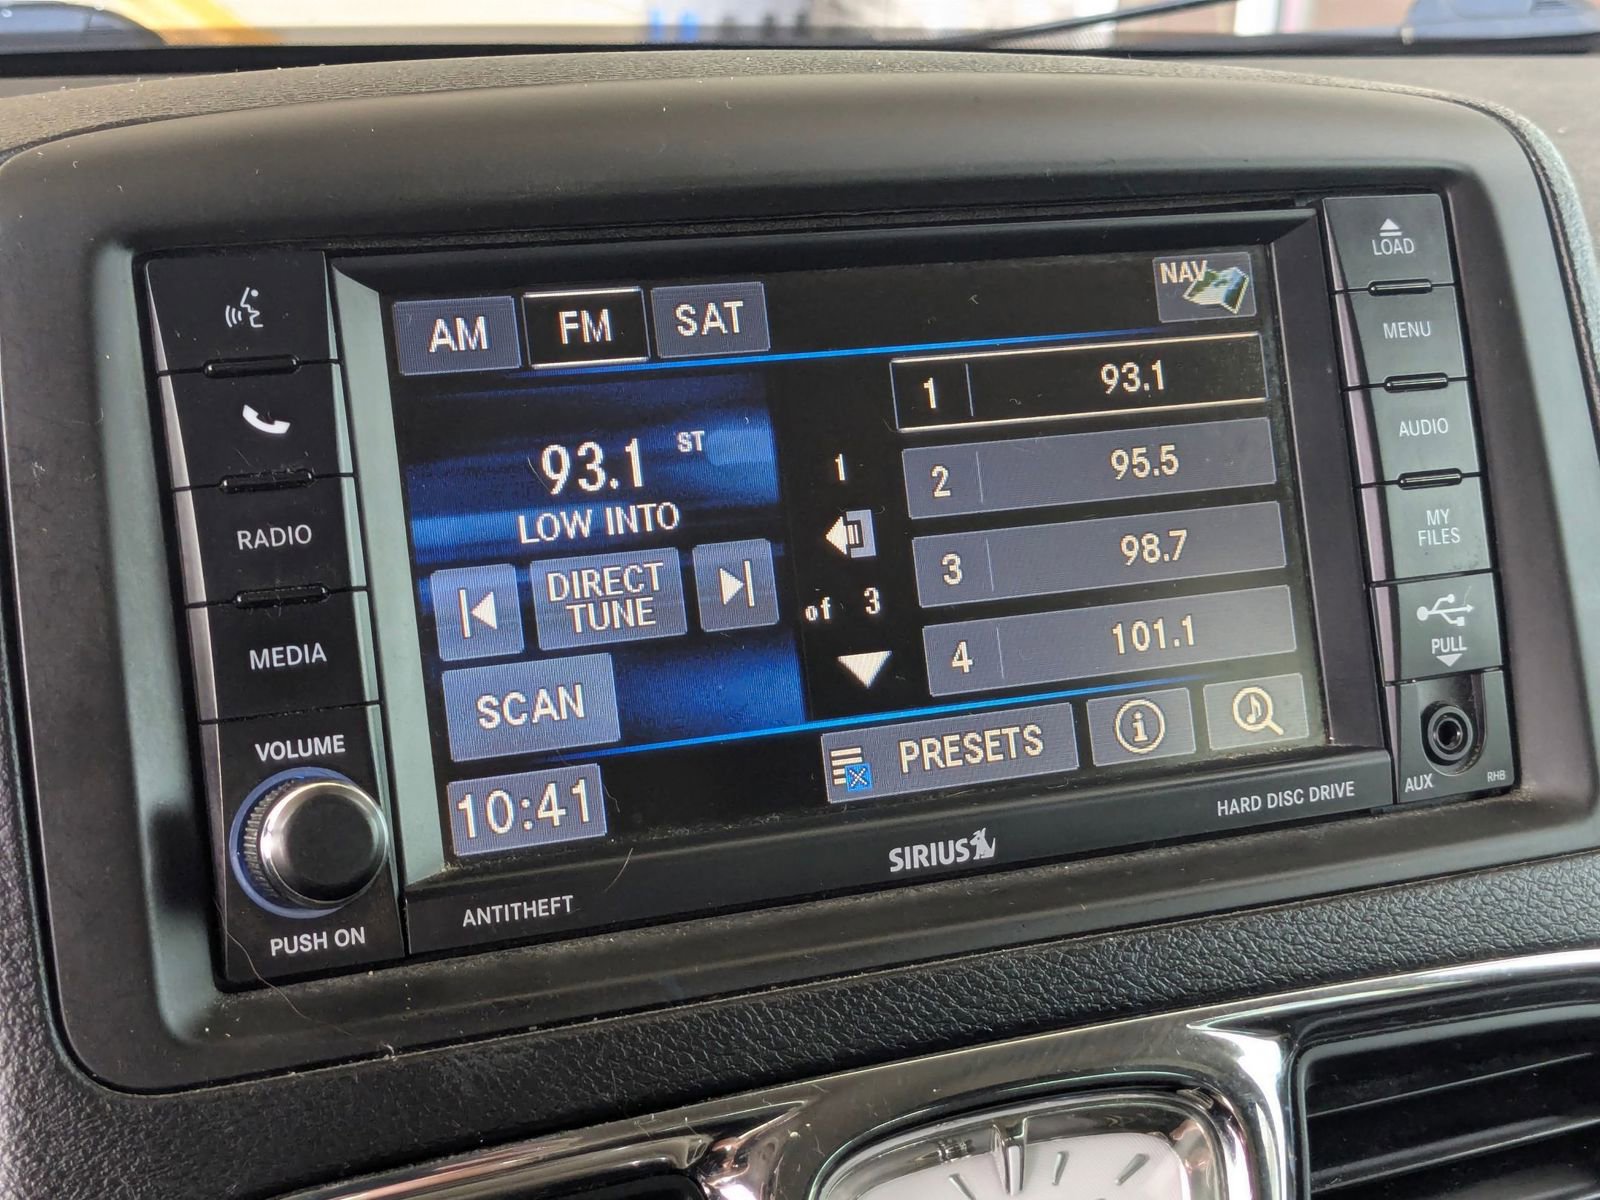 LOAD
MENU
AUDIO
MY
FILES
PULL
AUX
RHB
RADIO
MEDIA
VOLUME
PUSH ON
AM
FM
SAT
NAV
93.1 ST
LOW INTO
DIRECT
TUNE
SCAN
10:41
1
of 3
1 93.1
2 95.5
3 98.7
4 101.1
PRESETS
i
ANTITHEFT
SIRIUS
HARD DISC DRIVE